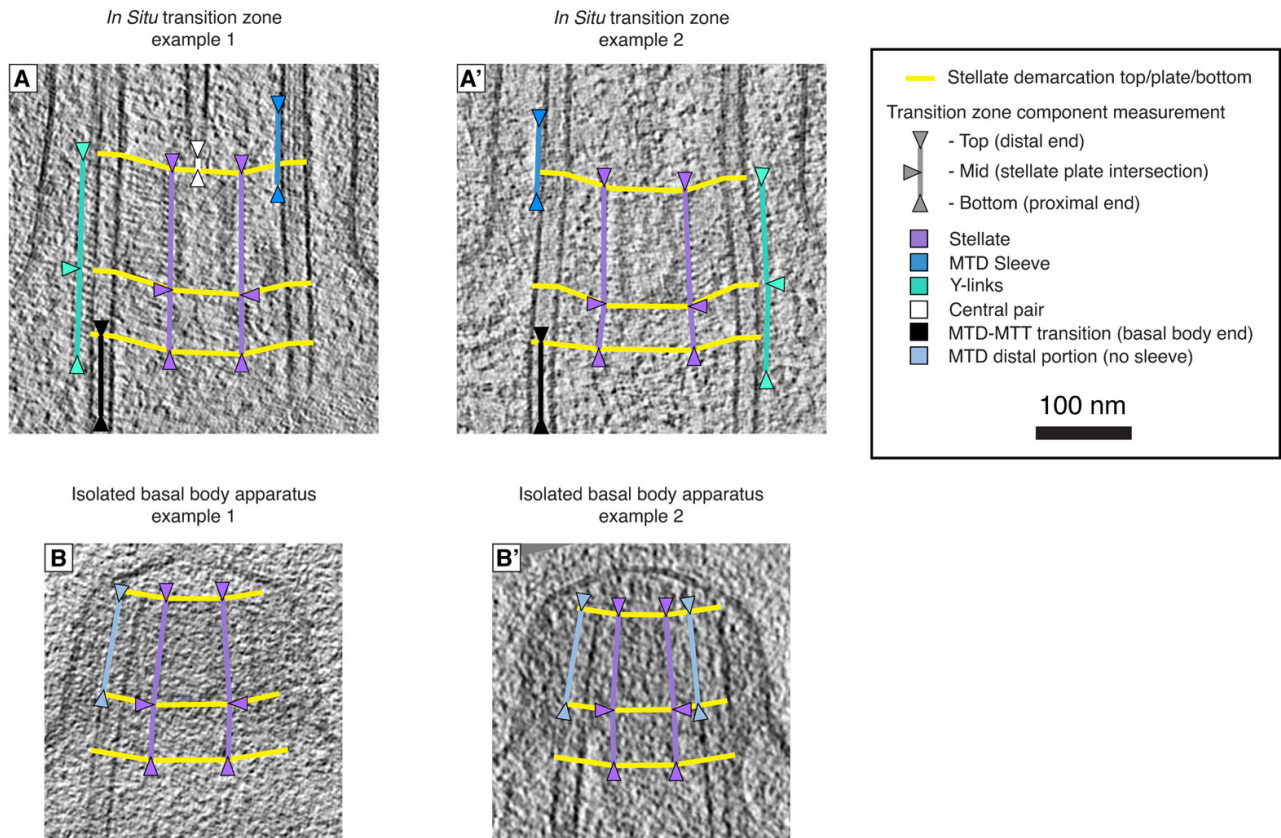 In Situ transition zone
example 1
In Situ transition zone
example 2
A
A'
Stellate demarcation top/plate/bottom
Transition zone component measurement
- Top (distal end)
- Mid (stellate plate intersection)
- Bottom (proximal end)
Stellate
MTD Sleeve
Y-links
Central pair
MTD-MTT transition (basal body end)
MTD distal portion (no sleeve)
100 nm
Isolated basal body apparatus
example 1
Isolated basal body apparatus
example 2
B
B'